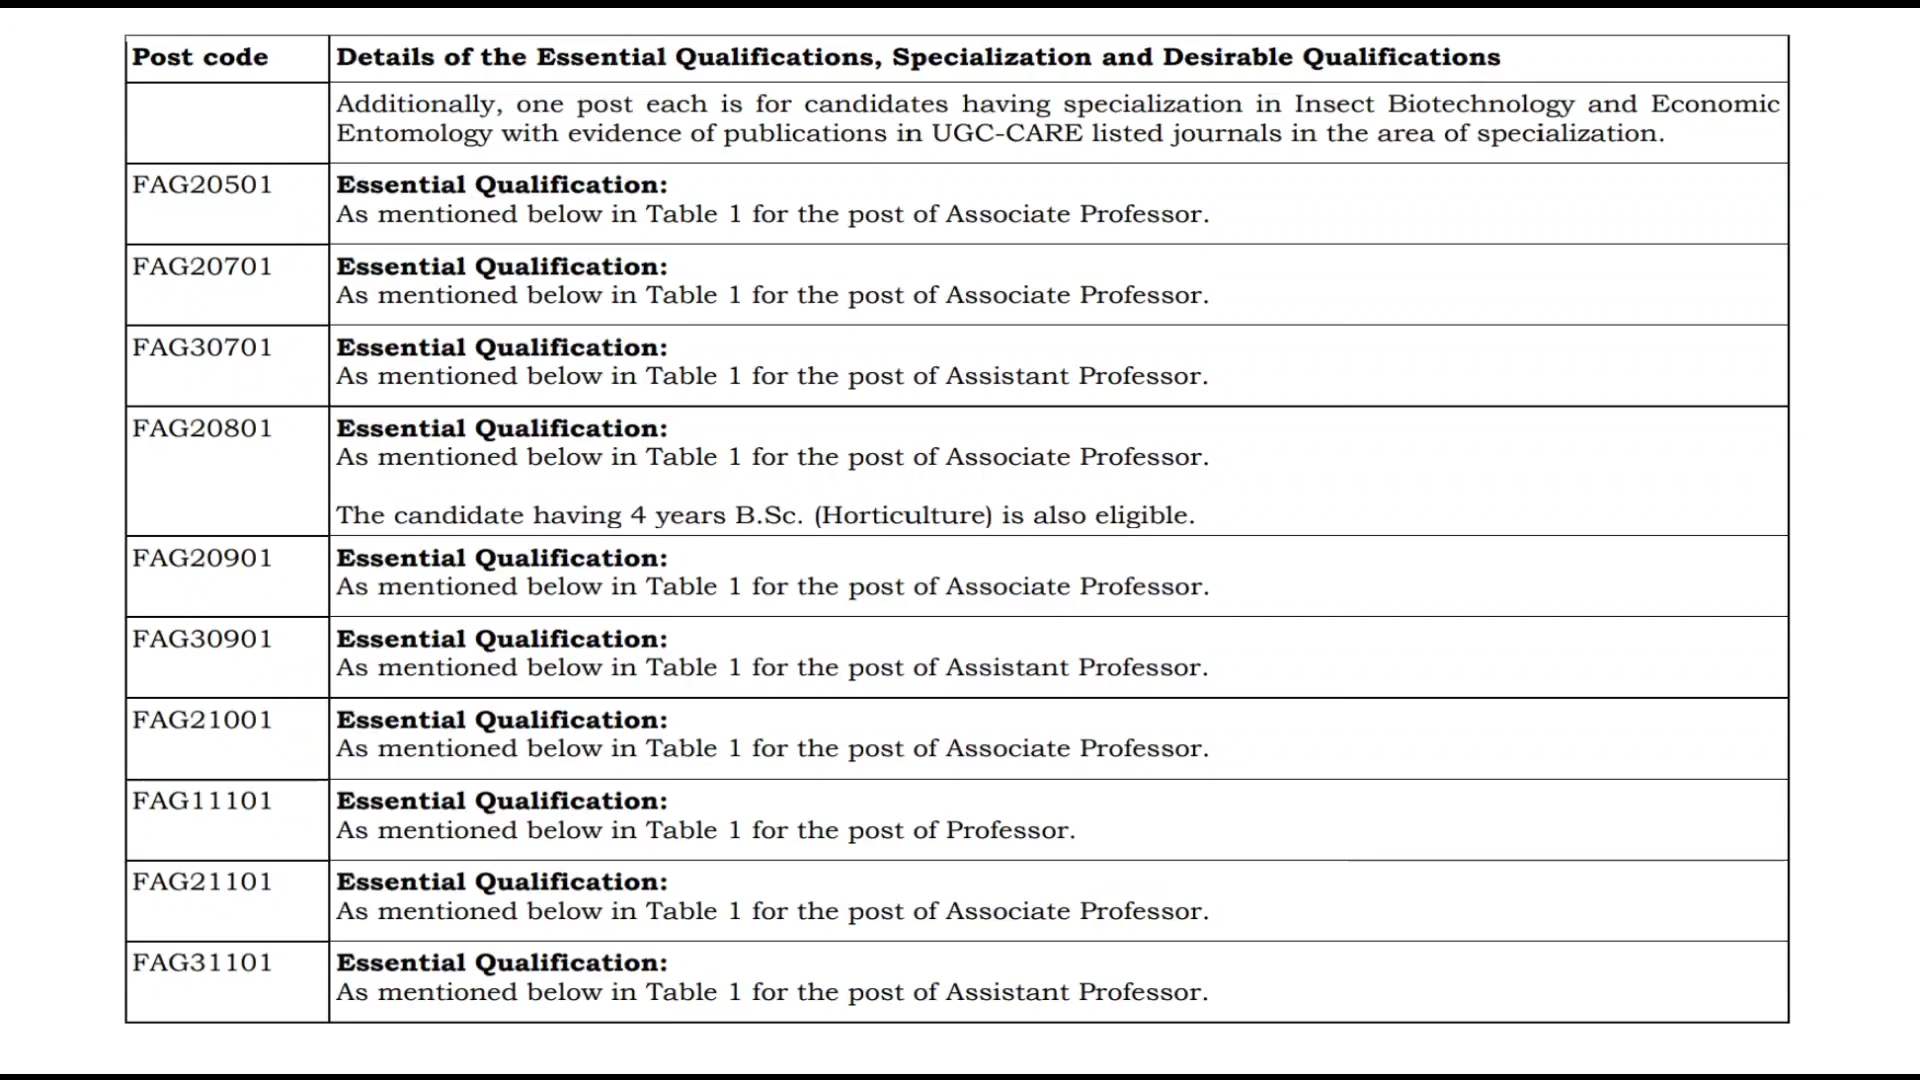 Post code
Details of the Essential Qualifications, Specialization and Desirable Qualifications
Additionally, one post each is for candidates having specialization in Insect Biotechnology and Economic
Entomology with evidence of publications in UGC-CARE listed journals in the area of specialization.
FAG20501
Essential Qualification:
As mentioned below in Table 1 for the post of Associate Professor.
FAG20701
Essential Qualification:
As mentioned below in Table 1 for the post of Associate Professor.
FAG30701
Essential Qualification:
As mentioned below in Table 1 for the post of Assistant Professor.
FAG20801
Essential Qualification:
As mentioned below in Table 1 for the post of Associate Professor.
The candidate having 4 years B.Sc. (Horticulture) is also eligible.
FAG20901
Essential Qualification:
As mentioned below in Table 1 for the post of Associate Professor.
FAG30901
Essential Qualification:
As mentioned below in Table 1 for the post of Assistant Professor.
FAG21001
Essential Qualification:
As mentioned below in Table 1 for the post of Associate Professor.
FAG11101
Essential Qualification:
As mentioned below in Table 1 for the post of Professor.
FAG21101
Essential Qualification:
As mentioned below in Table 1 for the post of Associate Professor.
FAG31101
Essential Qualification:
As mentioned below in Table 1 for the post of Assistant Professor.